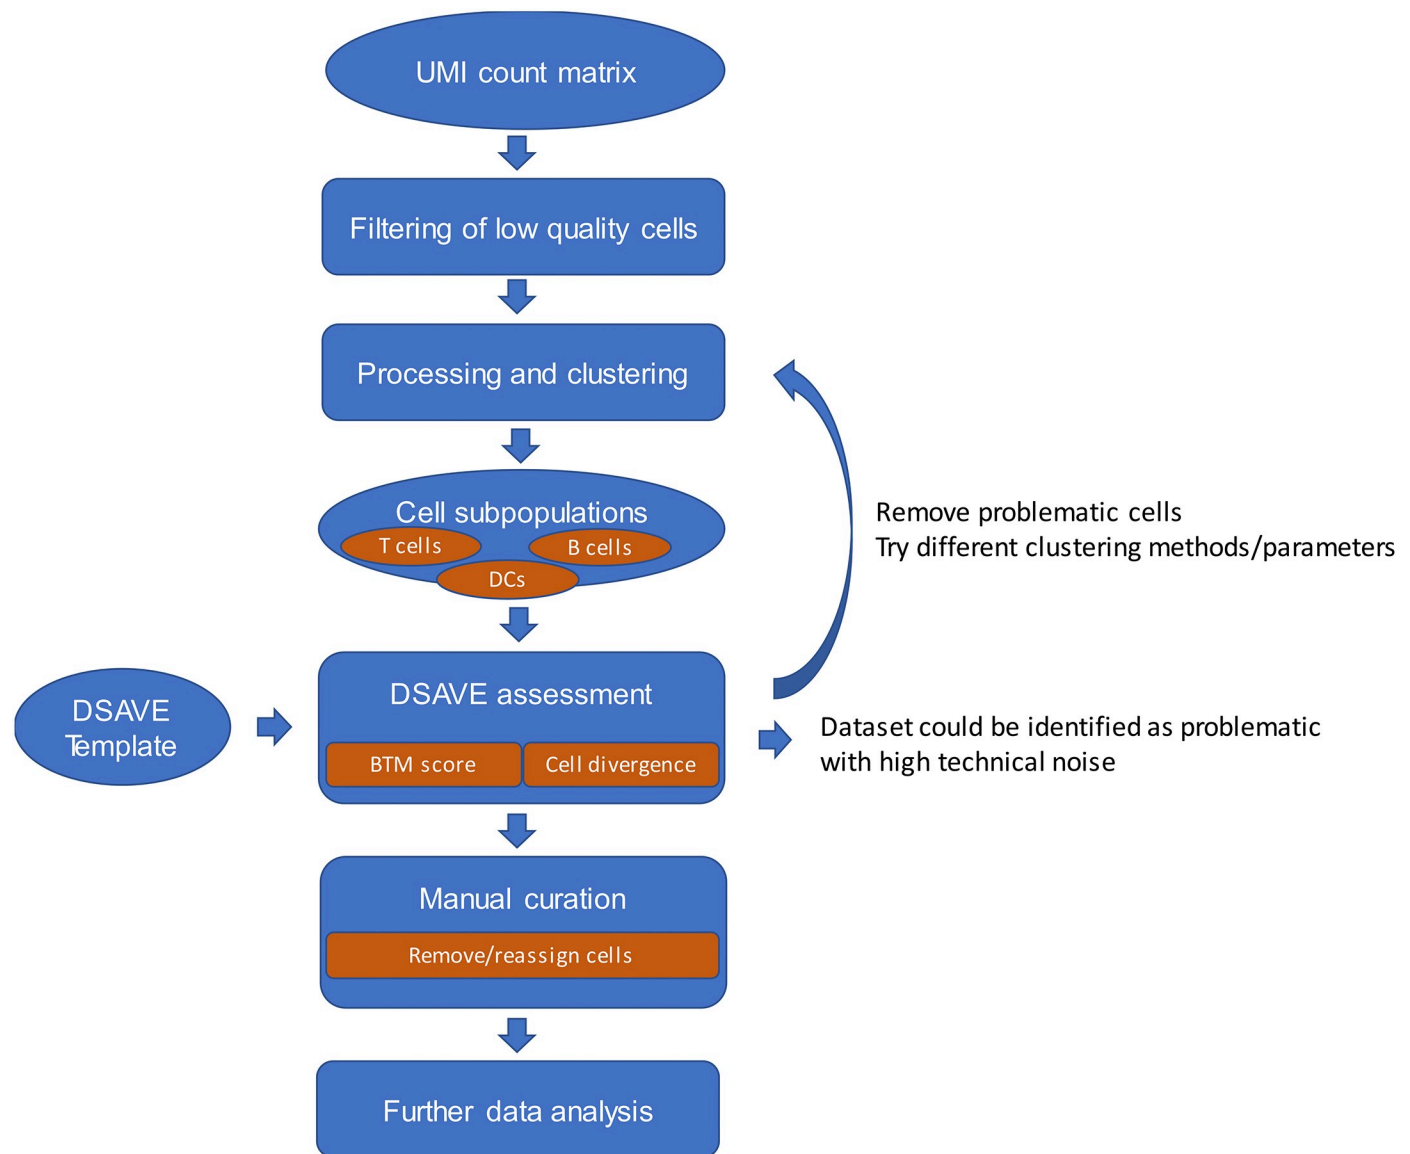 UMI count matrix
Filtering of low quality cells
Processing and clustering
Cell subpopulations
T cells
B cells
DCs
Remove problematic cells
Try different clustering methods/parameters
DSAVE
Template
DSAVE assessment
BTM score
Cell divergence
Dataset could be identified as problematic
with high technical noise
Manual curation
Remove/reassign cells
Further data analysis